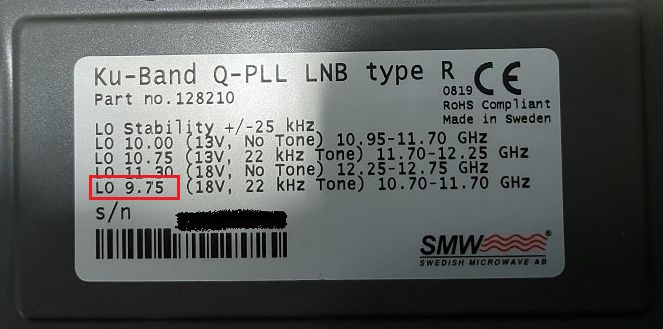 Ku-Band Q-PLL LNB type R CE
Part no.128210
0819
RoHS Compliant
Made in Sweden
LO Stability +/-25 kHz
LO 10.00 (13V, No Tone) 10.95-11.70 GHz
LO 10.75 (13V, 22 kHz Tone) 11.70-12.25 GHz
LO 11.30 (18V, No Tone) 12.25-12.75 GHz
LO 9.75 (18V, 22 kHz Tone) 10.70-11.70 GHz
s/n
SMW®
SWEDISH MICROWAVE AB